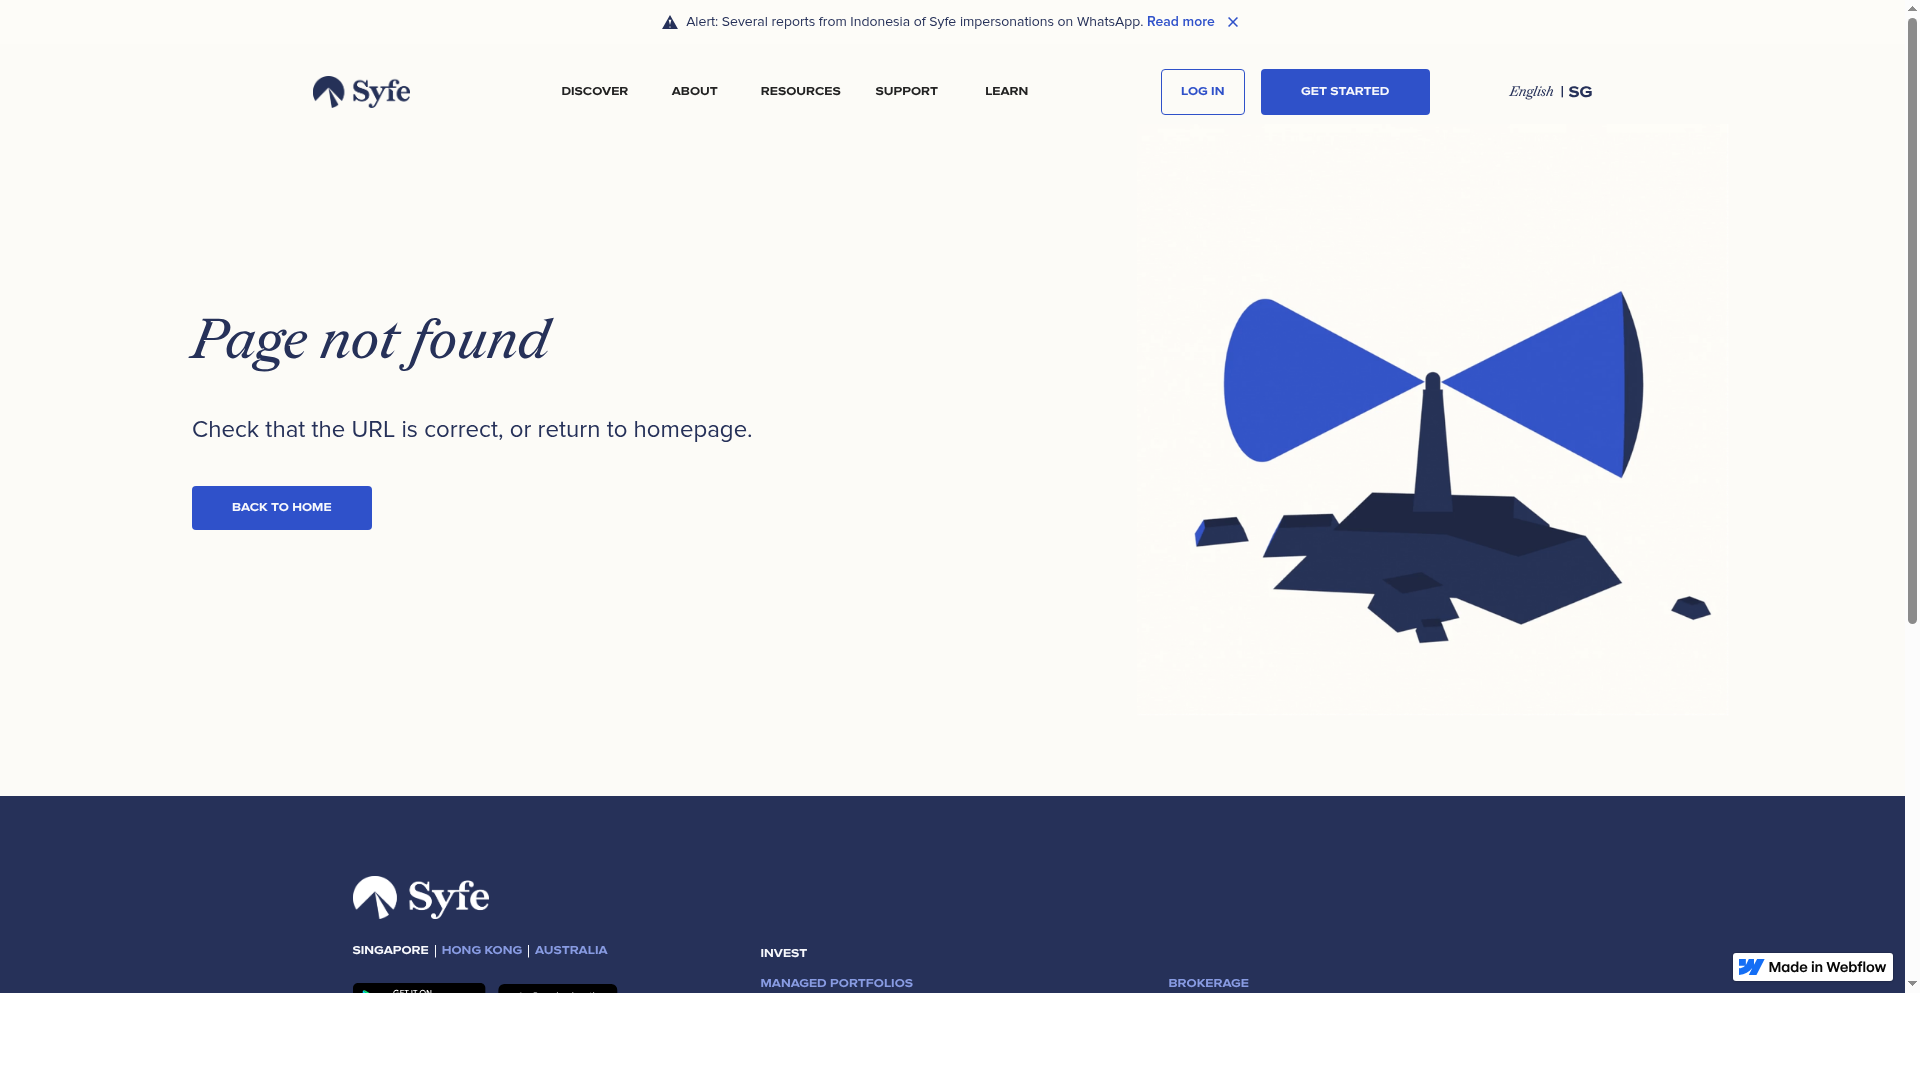 Alert: Several reports from Indonesia of Syfe impersonations on WhatsApp. Read more
Syfe
DISCOVER
ABOUT
RESOURCES
SUPPORT
LEARN
LOG IN
GET STARTED
English | SG
Page not found
Check that the URL is correct, or return to homepage.
BACK TO HOME
Syfe
SINGAPORE | HONG KONG | AUSTRALIA
GET IT ON
INVEST
MANAGED PORTFOLIOS
BROKERAGE
Made in Webflow